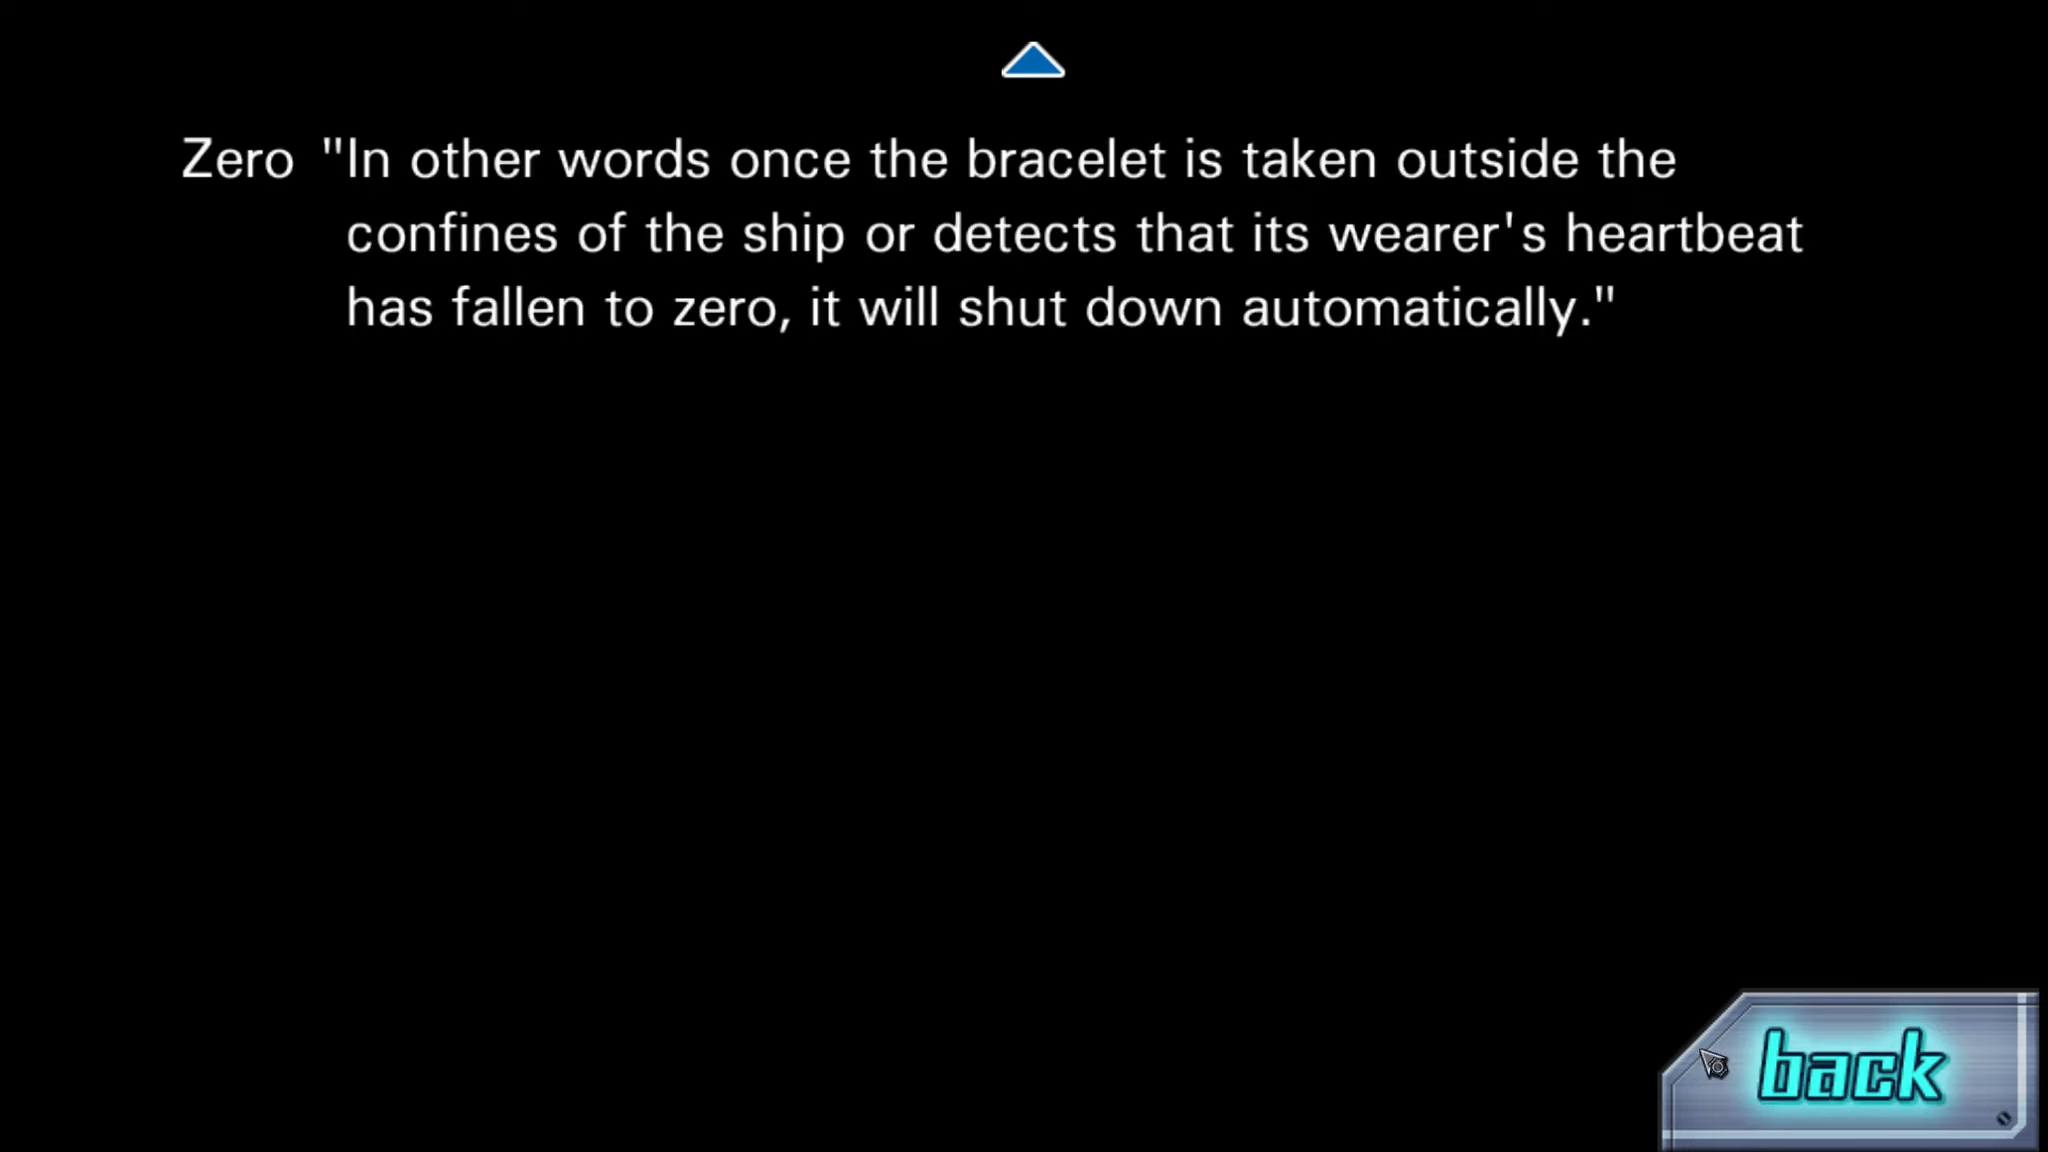 Zero "In other words once the bracelet is taken outside the
confines of the ship or detects that its wearer's heartbeat
has fallen to zero, it will shut down automatically."
back